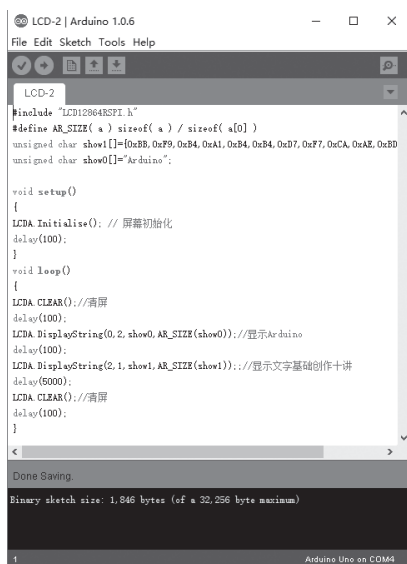 LCD-2 | Arduino 1.0.6
File Edit Sketch Tools Help
LCD-2
#include "LCD12864RSPI.h"
#define AR_SIZE( a ) sizeof( a ) / sizeof( a[0] )
unsigned char show1[]={0xBB,0xF9,0xB4,0xA1,0xB4,0xB4,0xD7,0xF7,0xCA,0xAE,0xBD
unsigned char show0[]="Arduino";
void setup()
{
LCDA.Initialise(); // 屏幕初始化
delay(100);
}
void loop()
{
LCDA.CLEAR();//清屏
delay(100);
LCDA.DisplayString(0,2,show0,AR_SIZE(show0));//显示Arduino
delay(100);
LCDA.DisplayString(2,1,show1,AR_SIZE(show1));;//显示文字基础创作十讲
delay(5000);
LCDA.CLEAR();//清屏
delay(100);
}
Done Saving.
Binary sketch size: 1,846 bytes (of a 32,256 byte maximum)
1
Arduino Uno on COM4